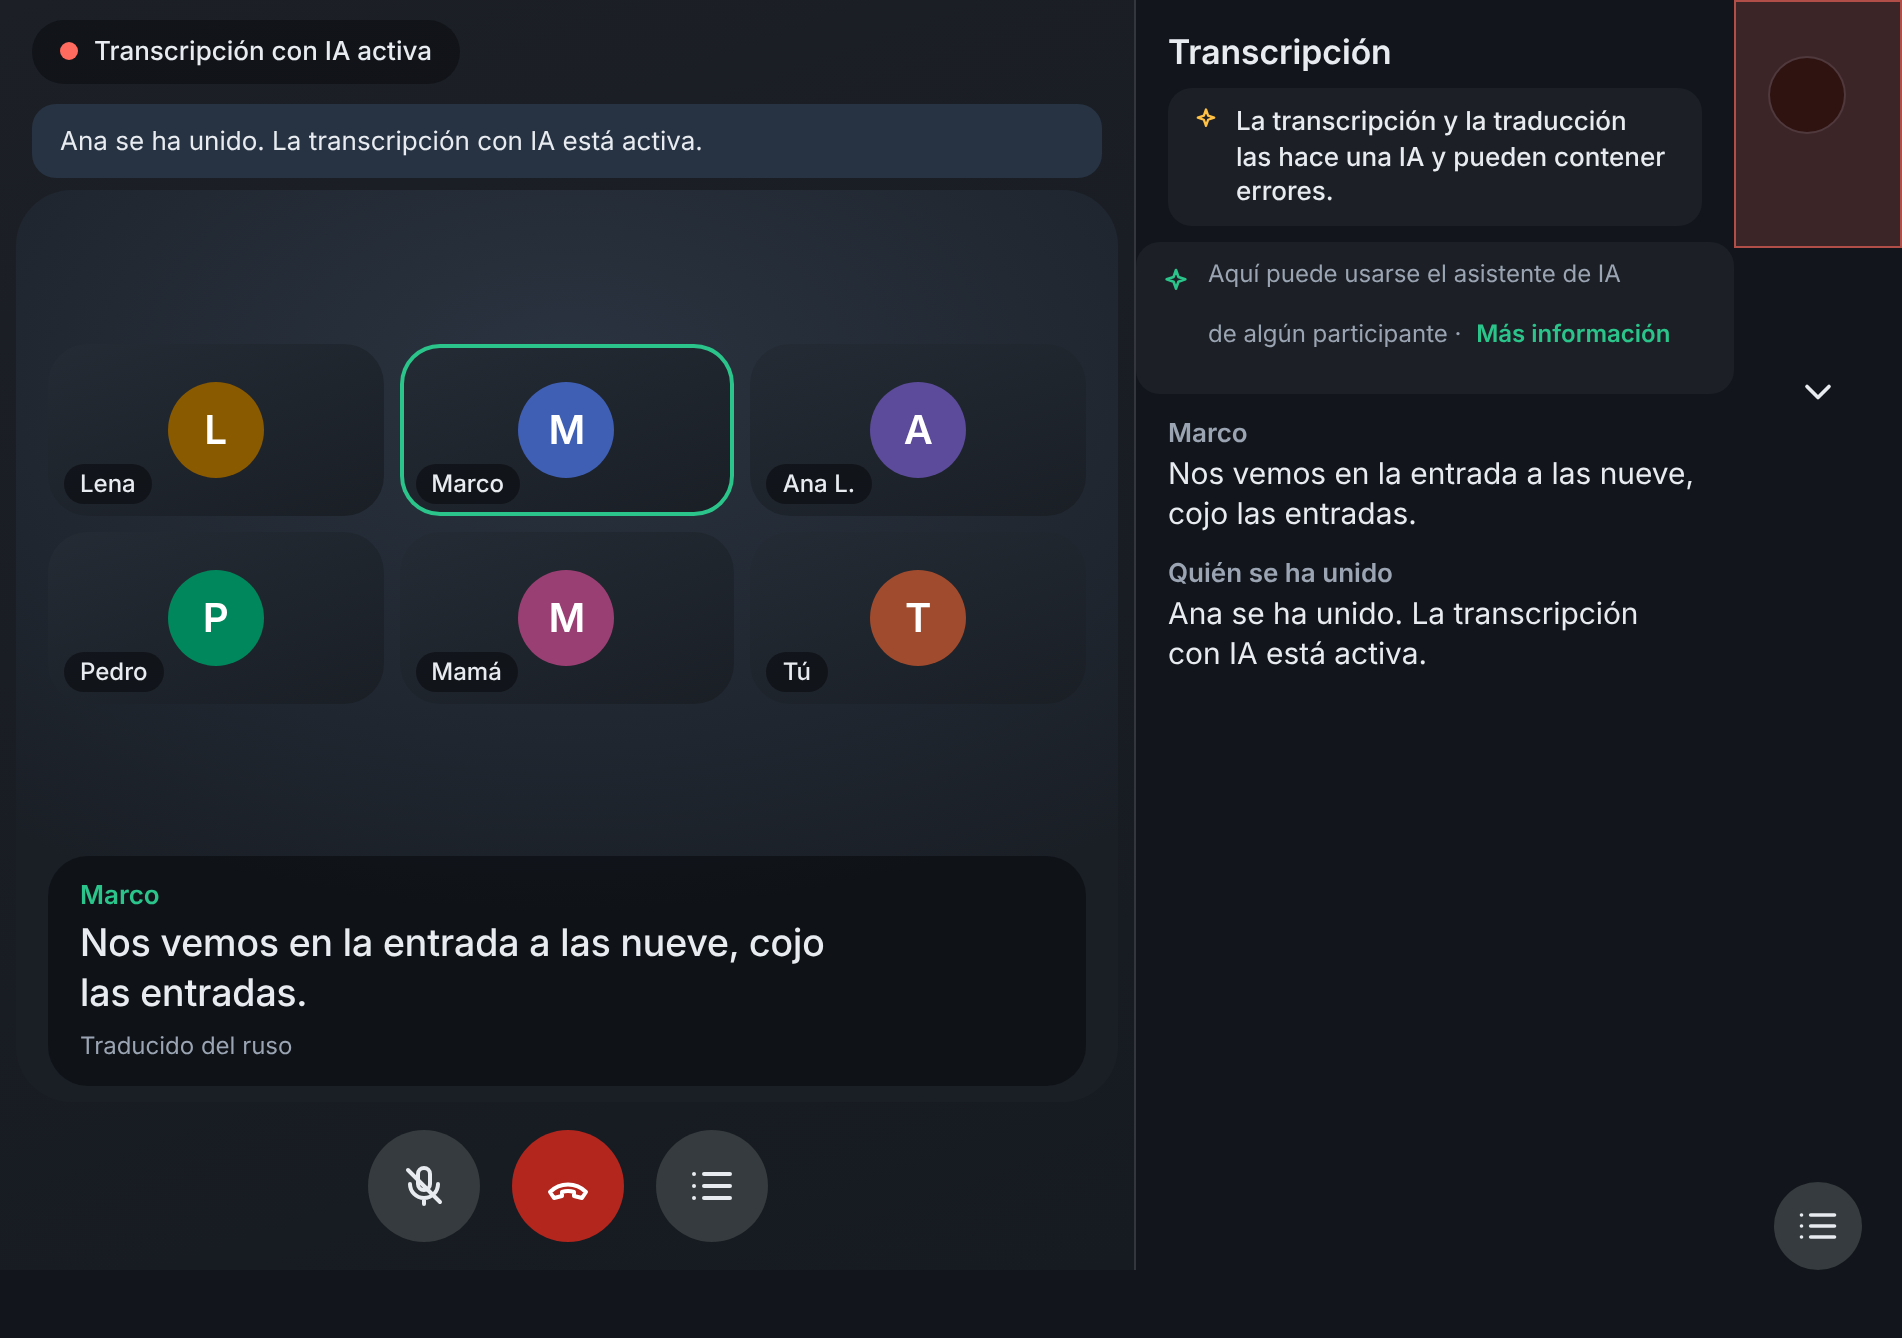 Transcripción con IA activa
Ana se ha unido. La transcripción con IA está activa.
L
Lena
M
Marco
A
Ana L.
P
Pedro
M
Mamá
T
Tú
Marco
Nos vemos en la entrada a las nueve, cojo
las entradas.
Traducido del ruso
Transcripción
La transcripción y la traducción
las hace una IA y pueden contener
errores.
Aquí puede usarse el asistente de IA
de algún participante · Más información
Marco
Nos vemos en la entrada a las nueve,
cojo las entradas.
Quién se ha unido
Ana se ha unido. La transcripción
con IA está activa.